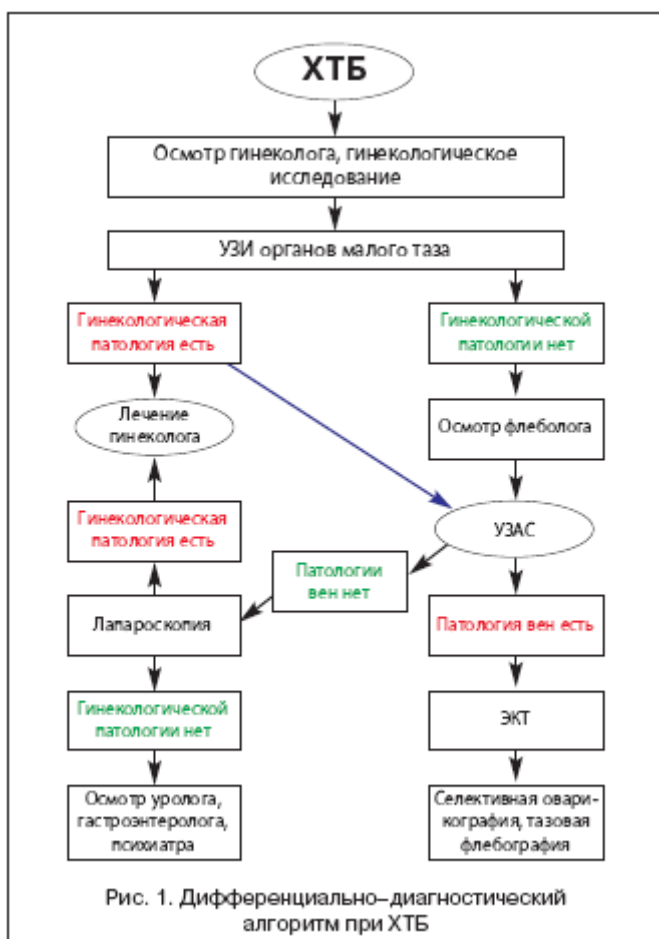 ХТБ
Осмотр гинеколога, гинекологическое
исследование
УЗИ органов малого таза
Гинекологическая
патология есть
Гинекологической
патологии нет
Лечение
гинеколога
Осмотр флеболога
Гинекологическая
патология есть
УЗАС
Патологии
вен нет
Лапароскопия
Патология вен есть
Гинекологической
патологии нет
ЭКТ
Осмотр уролога,
гастроэнтеролога,
психиатра
Селективная овари-
кография, тазовая
флебография
Рис. 1. Дифференциально–диагностический
алгоритм при ХТБ